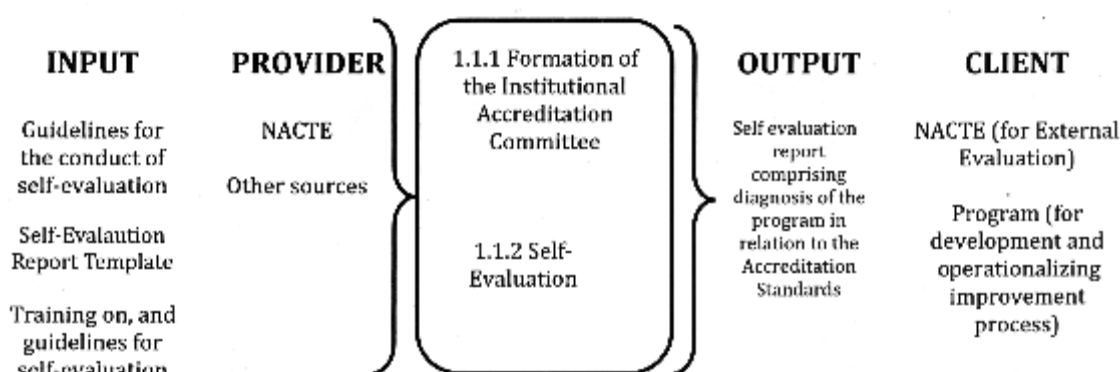 INPUT
Guidelines for
the conduct of
self-evaluation
Self-Evalaution
Report Template
Training on, and
guidelines for
self-evaluation
PROVIDER
NACTE
Other sources
1.1.1 Formation of
the Institutional
Accreditation
Committee
1.1.2 Self-
Evaluation
OUTPUT
Self evaluation
report
comprising
diagnosis of the
program in
relation to the
Accreditation
Standards
CLIENT
NACTE (for External
Evaluation)
Program (for
development and
operationalizing
improvement
process)